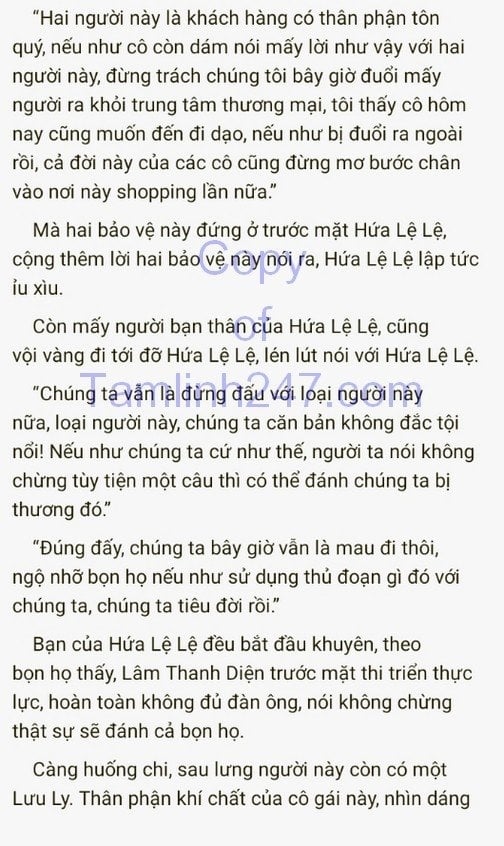 “Hai người này là khách hàng có thân phận tôn
quý, nếu như cô còn dám nói mấy lời như vậy với hai
người này, đừng trách chúng tôi bây giờ đuổi mấy
người ra khỏi trung tâm thương mại, tôi thấy cô hôm
nay cũng muốn đến đi dạo, nếu như bị đuổi ra ngoài
rồi, cả đời này của các cô cũng đừng mơ bước chân
vào nơi này shopping lần nữa.”
Mà hai bảo vệ này đứng ở trước mặt Hứa Lệ Lệ,
cộng thêm lời hai bảo vệ này nói ra, Hứa Lệ Lệ lập tức
ỉu xìu.
Còn mấy người bạn thân của Hứa Lệ Lệ, cũng
vội vàng đi tới đỡ Hứa Lệ Lệ, lén lút nói với Hứa Lệ Lệ.
“Chúng ta vẫn là đừng đấu với loại người này
nữa, loại người này, chúng ta căn bản không đắc tội
nổi! Nếu như chúng ta cứ như thế, người ta nói không
chừng tùy tiện một câu thì có thể đánh chúng ta bị
thương đó.”
“Đúng đấy, chúng ta bây giờ vẫn là mau đi thôi,
ngộ nhỡ bọn họ nếu như sử dụng thủ đoạn gì đó với
chúng ta, chúng ta tiêu đời rồi.”
Bạn của Hứa Lệ Lệ đều bắt đầu khuyên, theo
bọn họ thấy, Lâm Thanh Diện trước mặt thi triển thực
lực, hoàn toàn không đủ đàn ông, nói không chừng
thật sự sẽ đánh cả bọn họ.
Càng huống chi, sau lưng người này còn có một
Lưu Ly. Thân phận khí chất của cô gái này, nhìn dáng
Copy
of
Tamlinh247.com